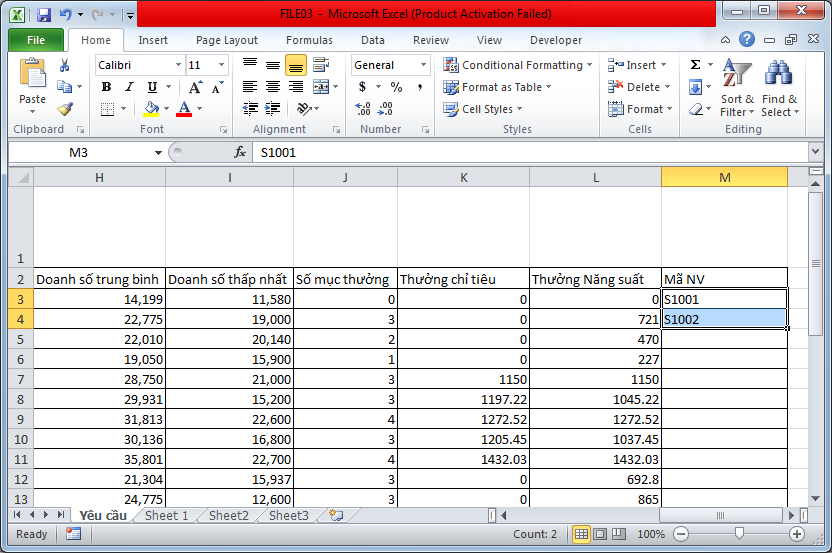 FILE03 - Microsoft Excel (Product Activation Failed)
File Home Insert Page Layout Formulas Data Review View Developer
Paste
Clipboard
Calibri 11
B I U A A
A
Font
Alignment
General
$ % ,
Number
Conditional Formatting
Format as Table
Cell Styles
Styles
Insert
Delete
Format
Cells
Σ
Sort & Filter
Find & Select
Editing
M3 fx S1001
H I J K L M
1
2 Doanh số trung bình Doanh số thấp nhất Số mục thưởng Thưởng chỉ tiêu Thưởng Năng suất Mã NV
3 14,199 11,580 0 0 0 S1001
4 22,775 19,000 3 0 721 S1002
5 22,010 20,140 2 0 470
6 19,050 15,900 1 0 227
7 28,750 21,000 3 1150 1150
8 29,931 15,200 3 1197.22 1045.22
9 31,813 22,600 4 1272.52 1272.52
10 30,136 16,800 3 1205.45 1037.45
11 35,801 22,700 4 1432.03 1432.03
12 21,304 15,937 3 0 692.8
13 24,775 12,600 3 0 865
Yêu cầu Sheet 1 Sheet2 Sheet3
Ready Count: 2 100%